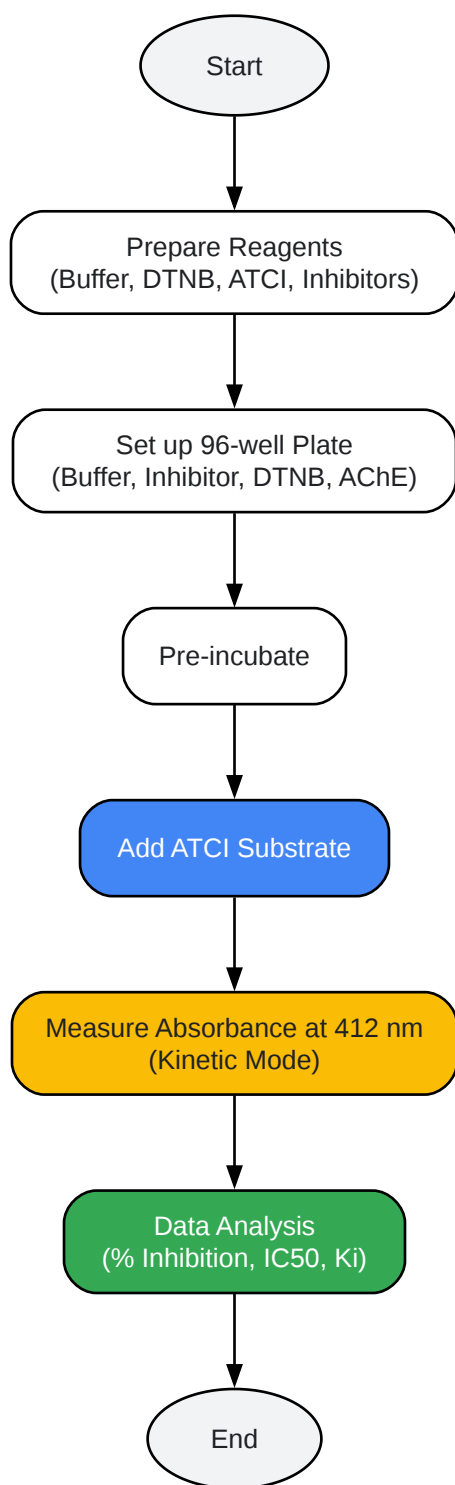 Start
Prepare Reagents
(Buffer, DTNB, ATCI, Inhibitors)
Set up 96-well Plate
(Buffer, Inhibitor, DTNB, AChE)
Pre-incubate
Add ATCI Substrate
Measure Absorbance at 412 nm
(Kinetic Mode)
Data Analysis
(% Inhibition, IC50, Ki)
End